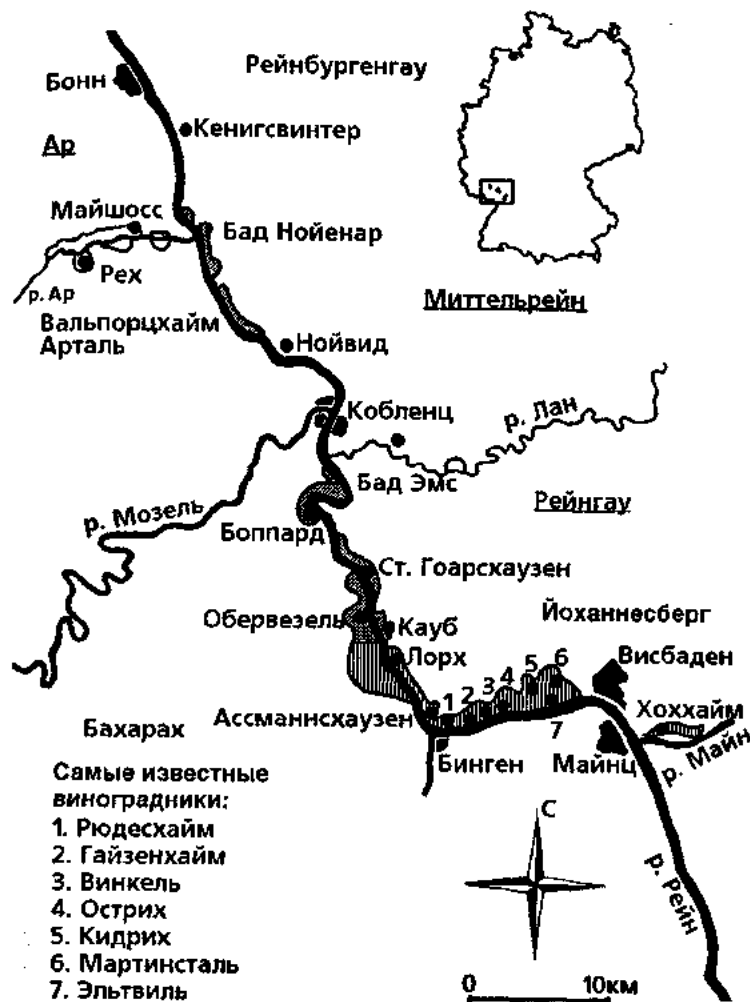 Бонн
Рейнбургенгау
Кенигсвинтер
Ар
Майшосс
Бад Нойенар
Рех
р. Ар
Миттельрейн
Вальпорцхайм
Арталь
Нойвид
Кобленц
р. Лан
Бад Эмс
р. Мозель
Рейнгау
Боппард
Ст. Гоарсхаузен
Обервезель
Кауб
Йоханнесберг
Лорх
Висбаден
1 2 3 4 5 6
Ассманнсхаузен
7
Хоххайм
Бахарах
Бинген
Майнц
р. Майн
Самые известные
виноградники:
1. Рюдесхайм
2. Гайзенхайм
3. Винкель
4. Острих
5. Кидрих
6. Мартинсталь
7. Эльтвиль
С
р. Рейн
0 10км